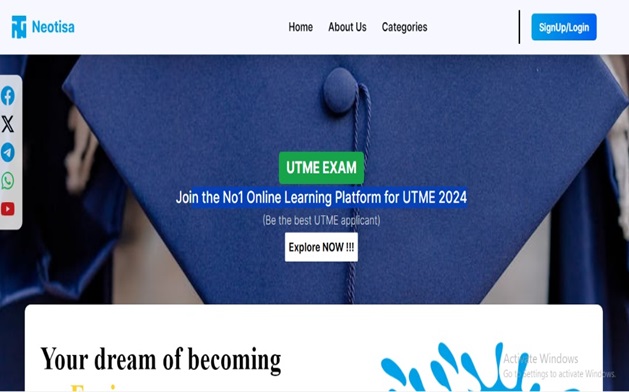 Neotisa
Home About Us Categories
SignUp/Login
UTME EXAM
Join the No1 Online Learning Platform for UTME 2024
(Be the best UTME applicant)
Explore NOW !!!
Your dream of becoming
Activate Windows
Go to Settings to activate Windows.